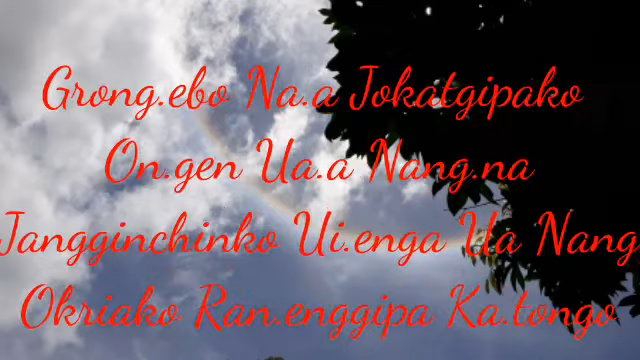 Grong.ebo Na.a Jokatgipako
On.gen Ua.a Nang.na
Jangginchinko Ui.enga Ua Nang
Okriako Ran.enggipa Ka.tongo